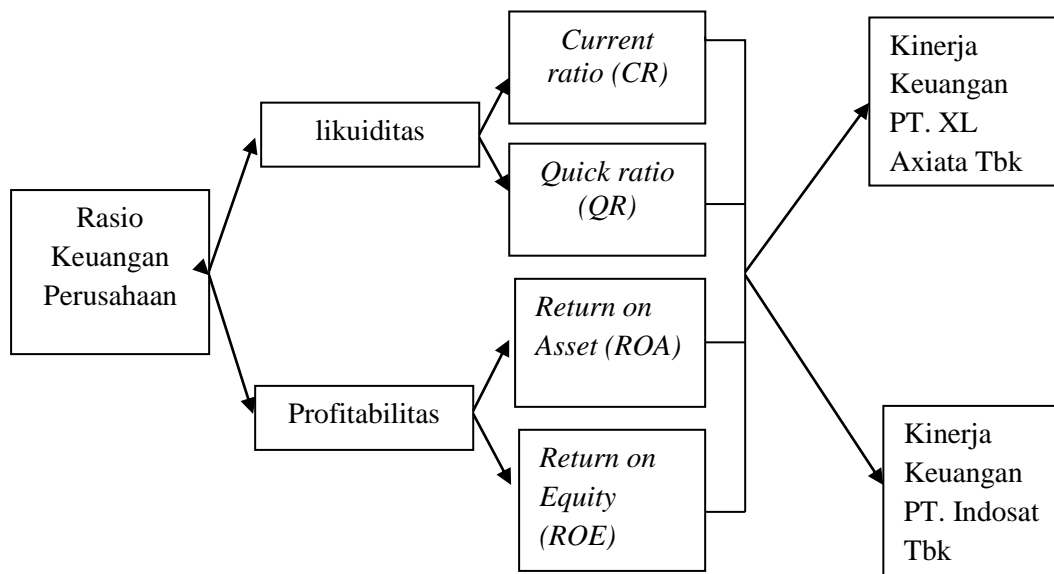 Rasio
Keuangan
Perusahaan
likuiditas
Profitabilitas
Current
ratio (CR)
Quick ratio
(QR)
Return on
Asset (ROA)
Return on
Equity
(ROE)
Kinerja
Keuangan
PT. XL
Axiata Tbk
Kinerja
Keuangan
PT. Indosat
Tbk